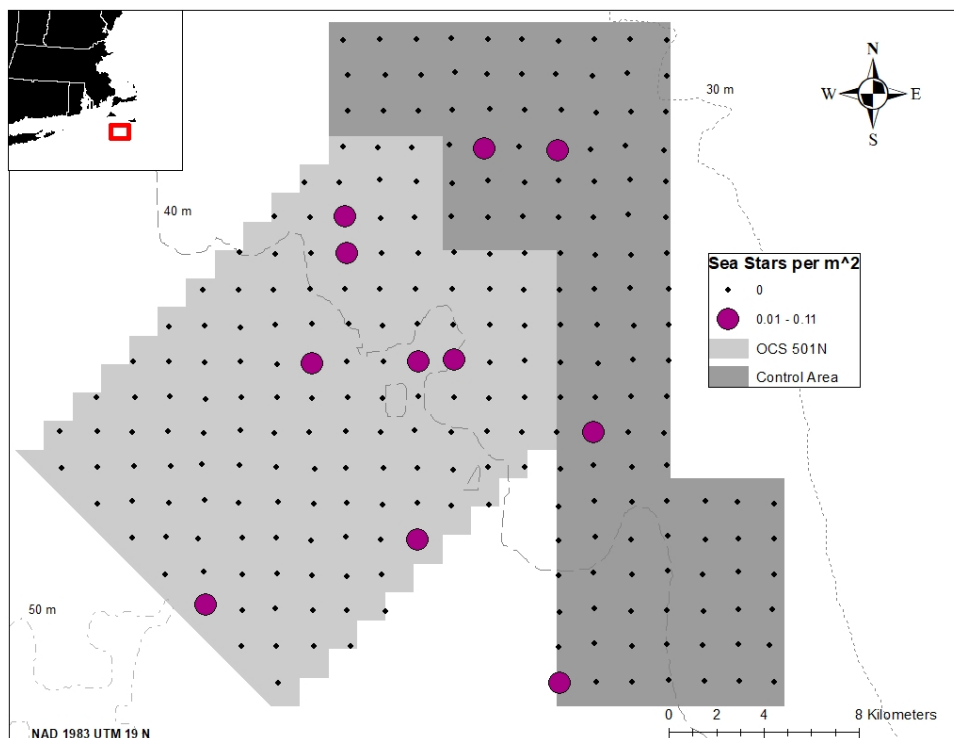 N
W E
S
30 m
40 m
Sea Stars per m^2
0
0.01 - 0.11
OCS 501N
Control Area
50 m
0 2 4 8 Kilometers
NAD 1983 UTM 19 N